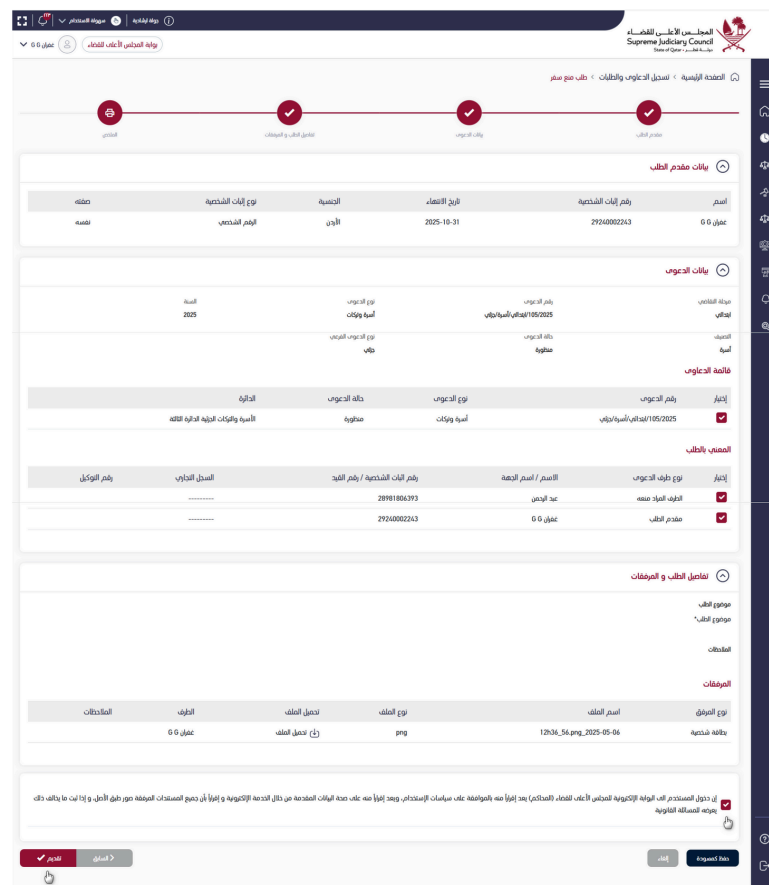 المجلس الأعلى للقضاء
Supreme Judiciary Council
State of Qatar - دولة قطر
جولة إرشادية
سهولة الاستخدام
بوابة المجلس الأعلى للقضاء
غفران G G
الصفحة الرئيسية > تسجيل الدعاوى والطلبات > طلب منع سفر
مقدم الطلب
بيانات الدعوى
تفاصيل الطلب و المرفقات
الملخص
بيانات مقدم الطلب
اسم رقم إثبات الشخصية تاريخ الانتهاء الجنسية نوع إثبات الشخصية صفته
غفران G G 29240002243 2025-10-31 الأردن الرقم الشخصي نفسه
بيانات الدعوى
مرحلة التقاضي رقم الدعوى نوع الدعوى السنة
ابتدائي 105/2025/ابتدائي/أسرة/جزئي أسرة وتركات 2025
التصنيف حالة الدعوى نوع الدعوى الفرعي
أسرة منظورة جزئي
قائمة الدعاوى
إختيار رقم الدعوى نوع الدعوى حالة الدعوى الدائرة
105/2025/ابتدائي/أسرة/جزئي أسرة وتركات منظورة الأسرة والتركات الجزئية الدائرة الثالثة
المعني بالطلب
إختيار نوع طرف الدعوى الاسم / اسم الجهة رقم اثبات الشخصية / رقم القيد السجل التجاري رقم التوكيل
الطرف المراد منعه عبد الرحمن 28981806393 ---------
مقدم الطلب غفران G G 29240002243 ---------
تفاصيل الطلب و المرفقات
موضوع الطلب
موضوع الطلب*
الملاحظات
المرفقات
نوع المرفق اسم الملف نوع الملف تحميل الملف الطرف الملاحظات
بطاقة شخصية 12h36_56.png_2025-05-06 png تحميل الملف غفران G G
إن دخول المستخدم الى البوابة الإلكترونية للمجلس الأعلى للقضاء (المحاكم) يعد إقراراً منه بالموافقة على سياسات الإستخدام، ويعد إقراراً منه على صحة البيانات المقدمة من خلال الخدمة الإلكترونية و إقراراً بأن جميع المستندات المرفقة صور طبق الأصل، و إذا ثبت ما يخالف ذلك
يعرضه للمسائلة القانونية
حفظ كمسودة
إلغاء
السابق
تقديم